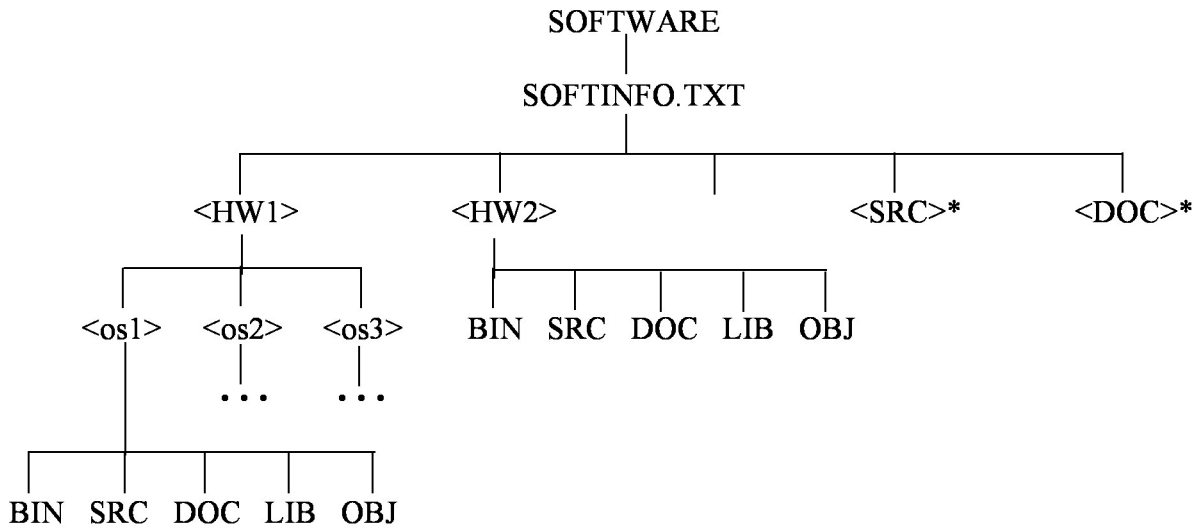 SOFTWARE
SOFTINFO.TXT
<HW1> <HW2> <SRC>* <DOC>*
<os1> <os2> <os3> BIN SRC DOC LIB OBJ
... ...
BIN SRC DOC LIB OBJ